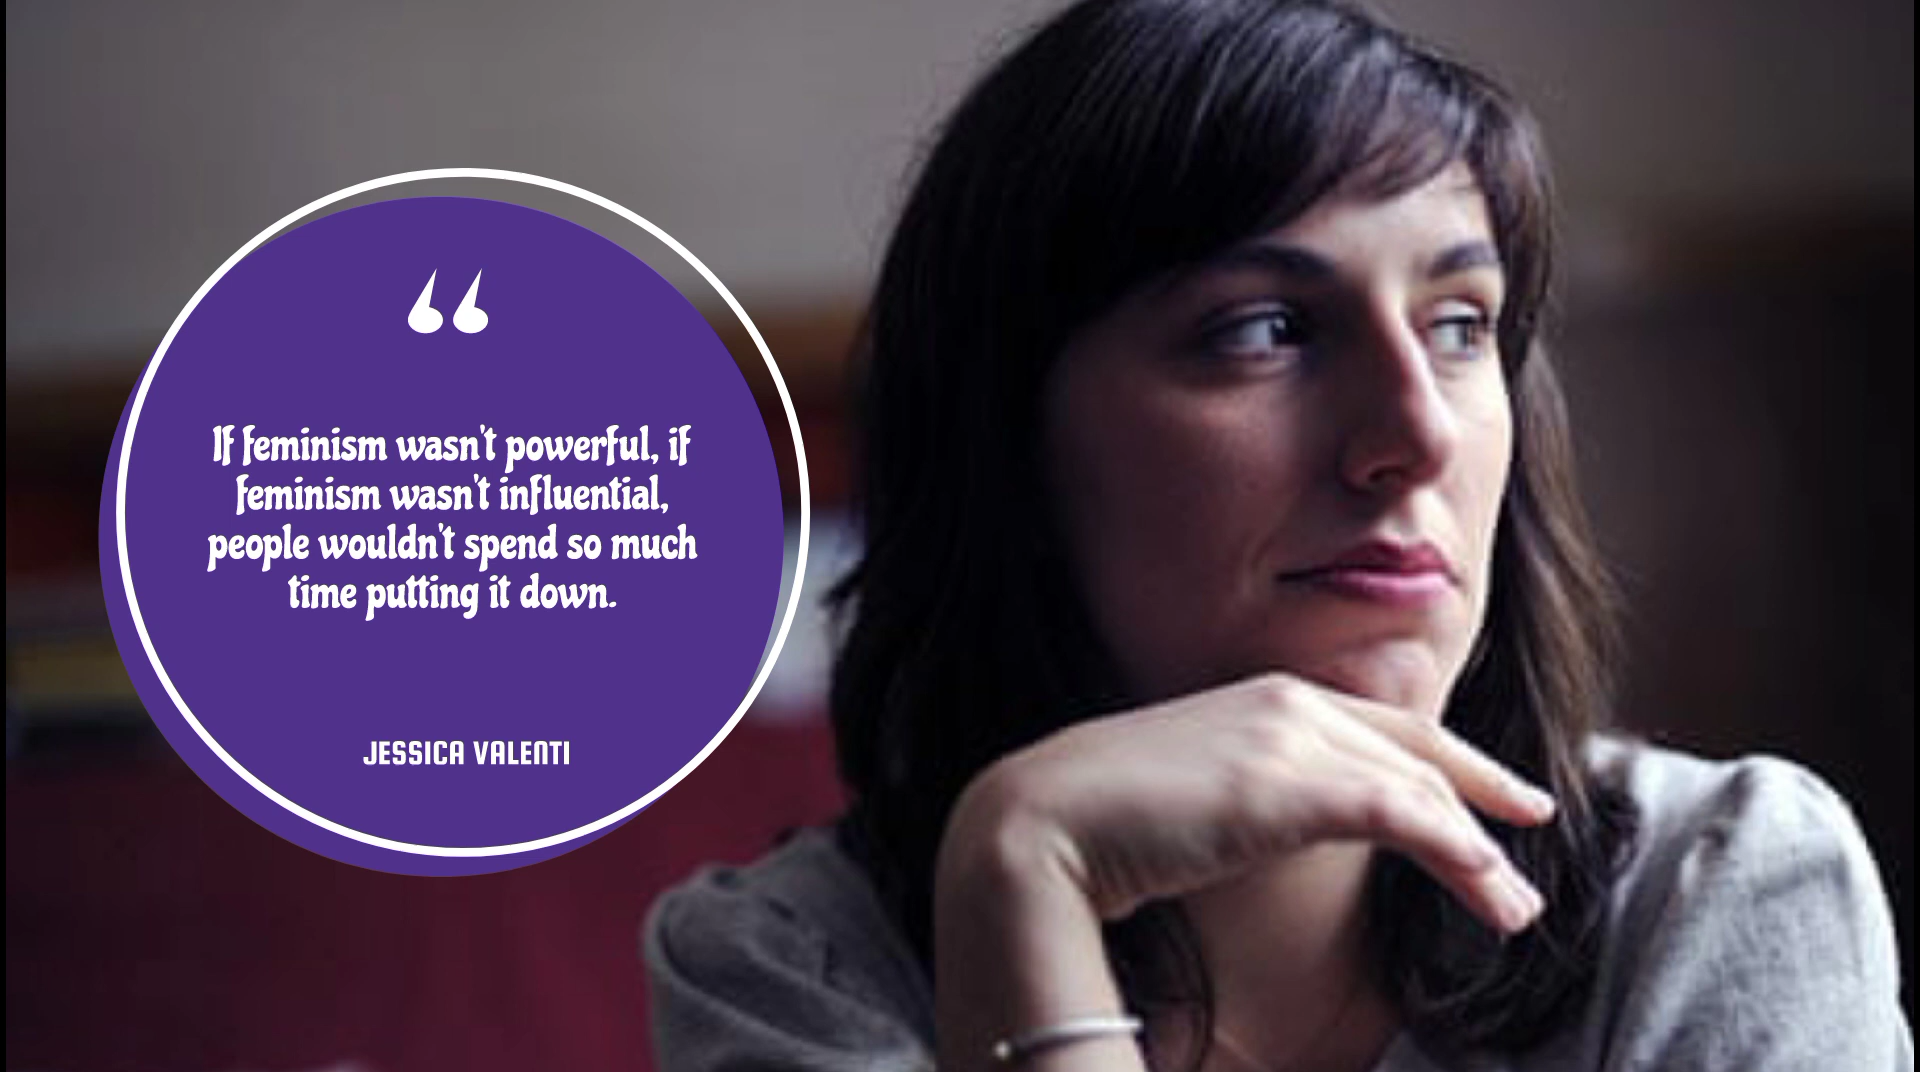 “
If feminism wasn't powerful, if
feminism wasn't influential,
people wouldn't spend so much
time putting it down.
JESSICA VALENTI